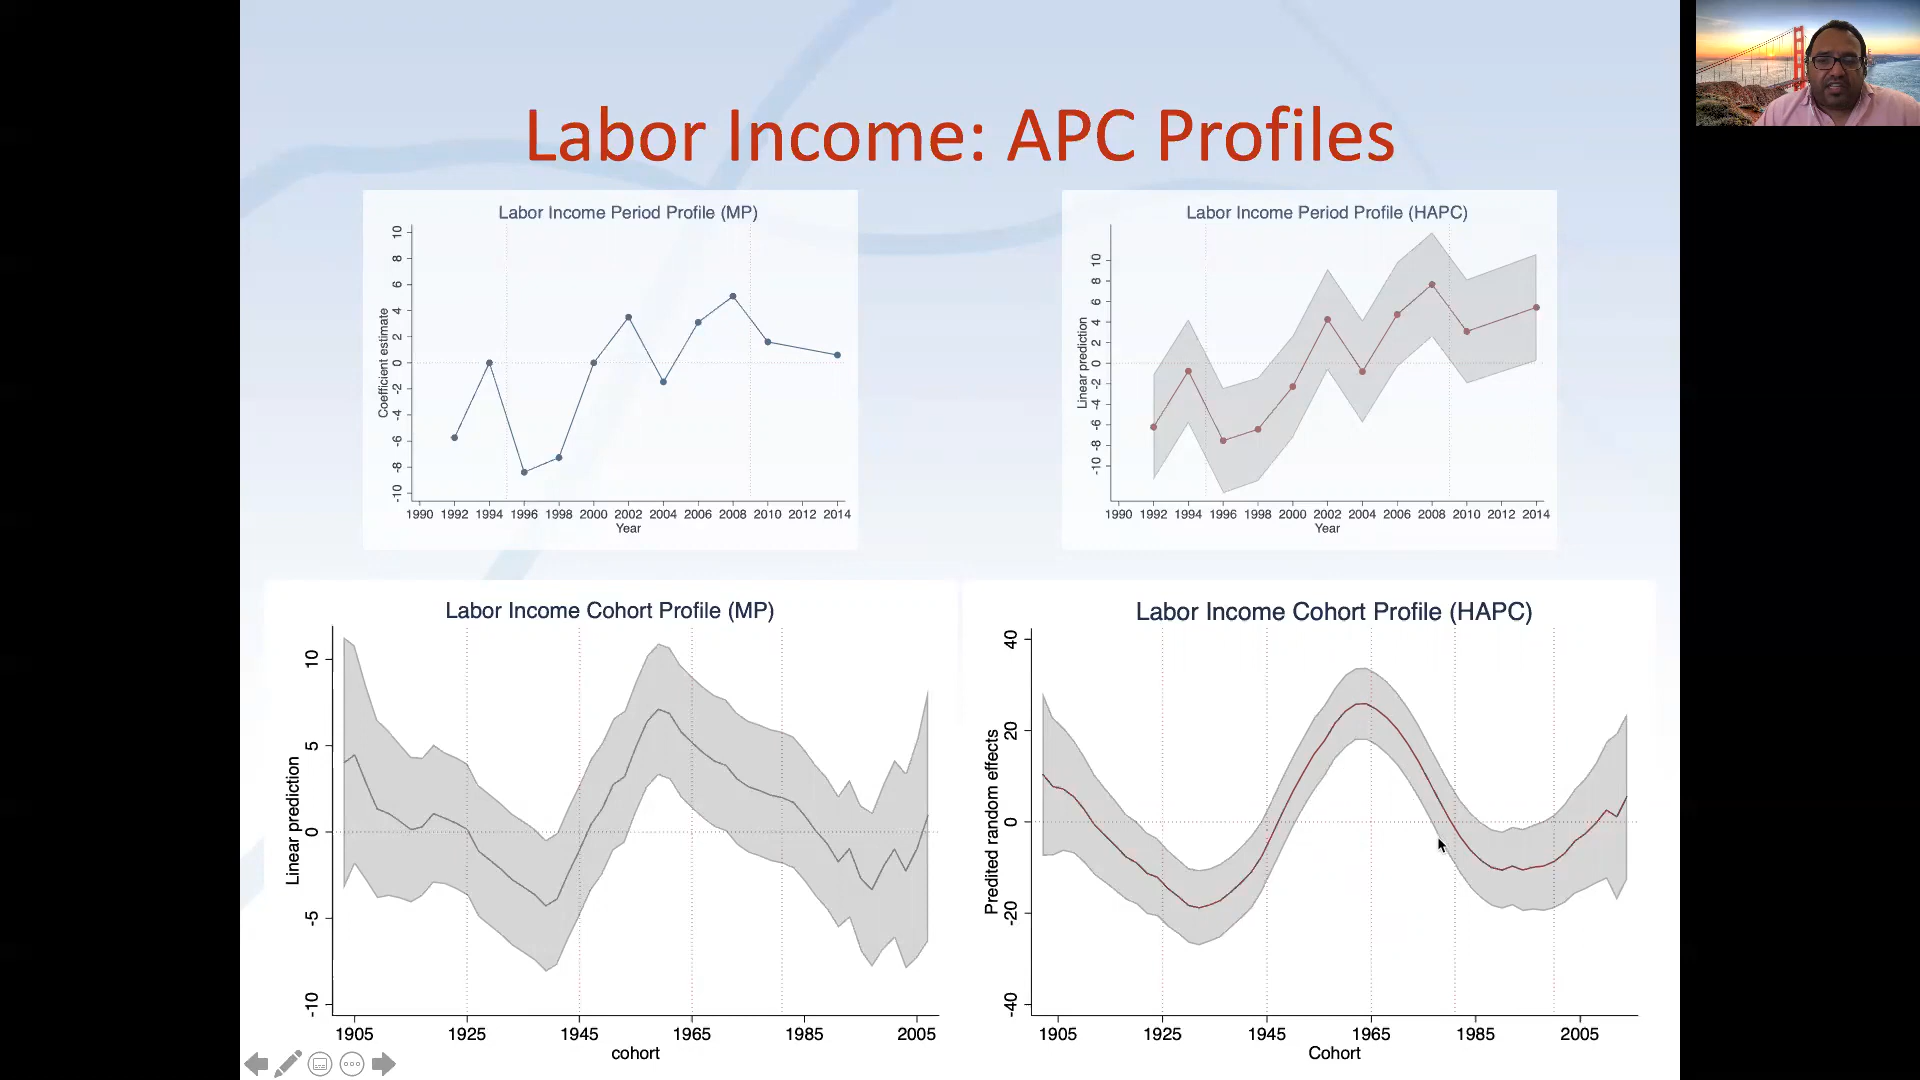 Labor Income: APC Profiles
Labor Income Period Profile (MP)
Coefficient estimate
10
8
6
4
2
0
-2
-4
-6
-8
-10
1990 1992 1994 1996 1998 2000 2002 2004 2006 2008 2010 2012 2014
Year
Labor Income Period Profile (HAPC)
Linear prediction
10
8
6
4
2
0
-2
-4
-6
-8
-10
1990 1992 1994 1996 1998 2000 2002 2004 2006 2008 2010 2012 2014
Year
Labor Income Cohort Profile (MP)
Linear prediction
10
5
0
-5
-10
1905 1925 1945 1965 1985 2005
cohort
Labor Income Cohort Profile (HAPC)
Predited random effects
40
20
0
-20
-40
1905 1925 1945 1965 1985 2005
Cohort